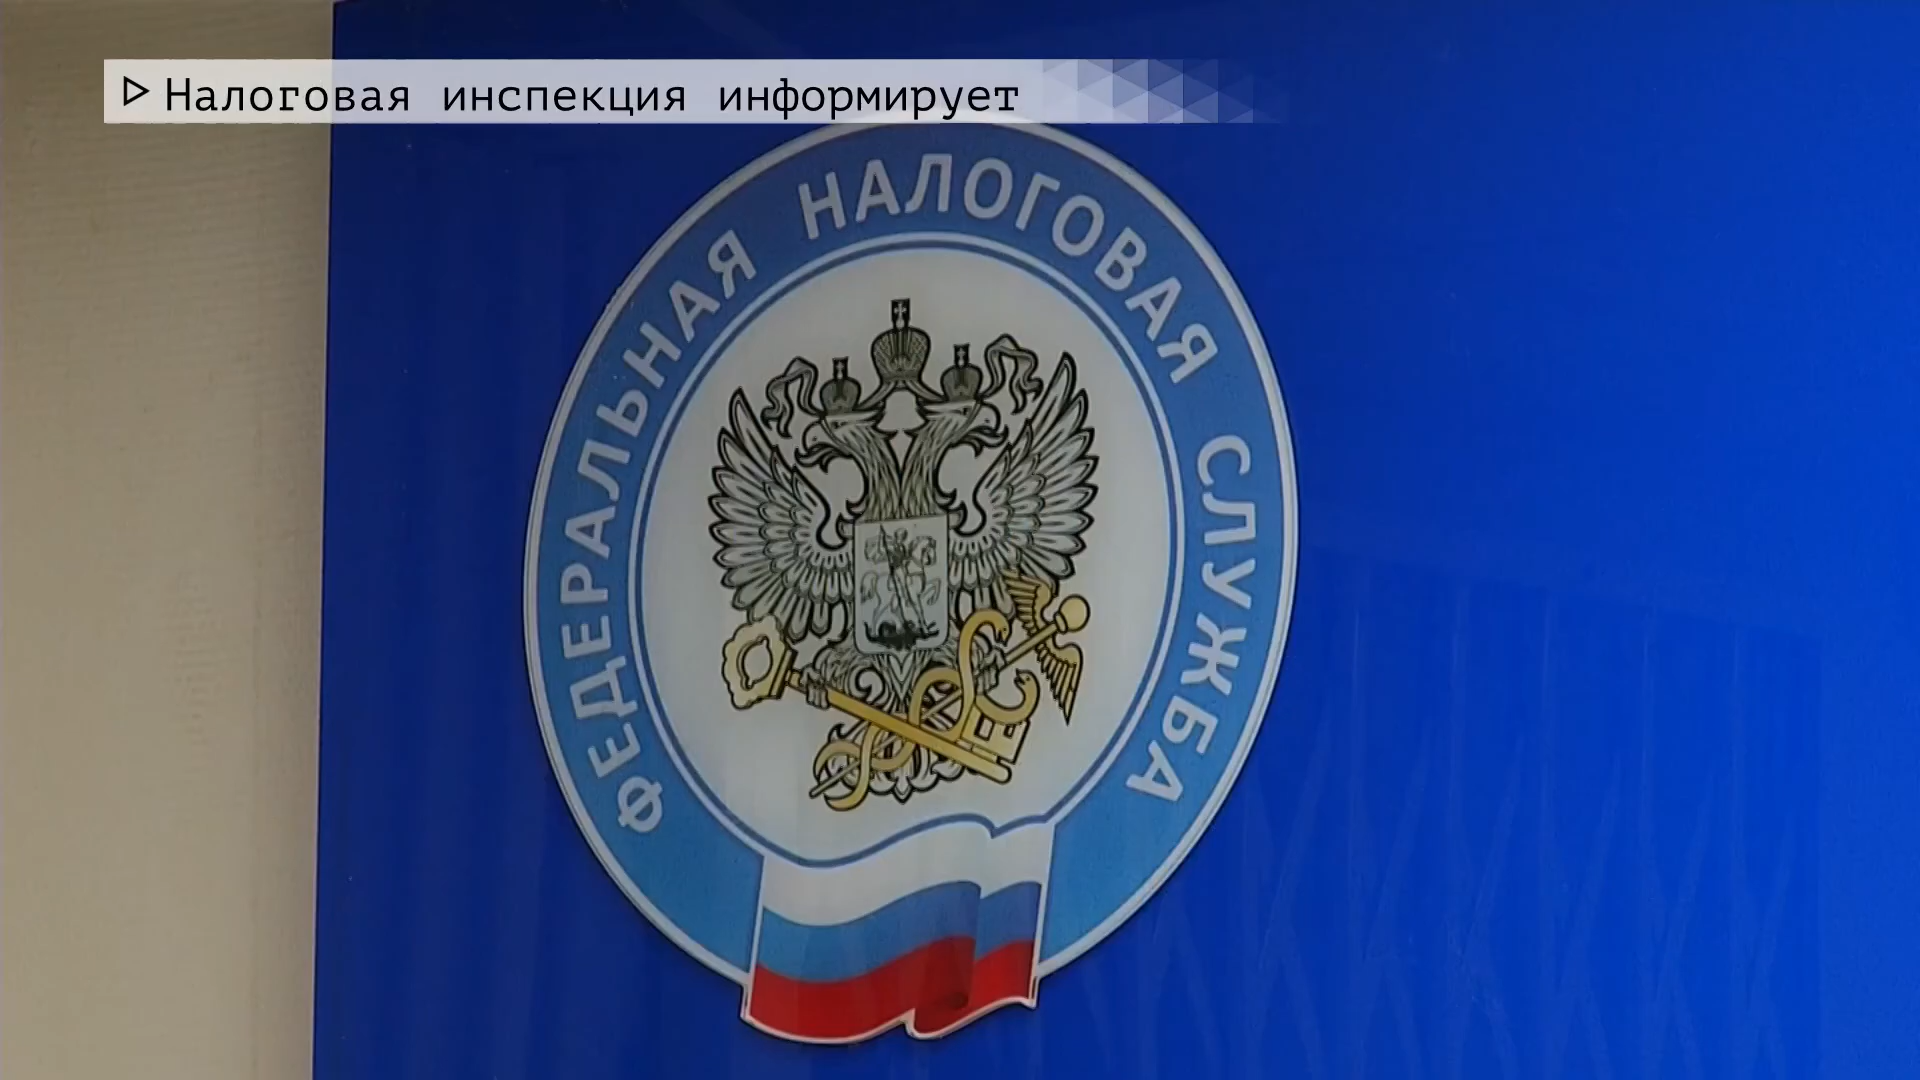 Налоговая инспекция информирует
ФЕДЕРАЛЬНАЯ НАЛОГОВАЯ СЛУЖБА